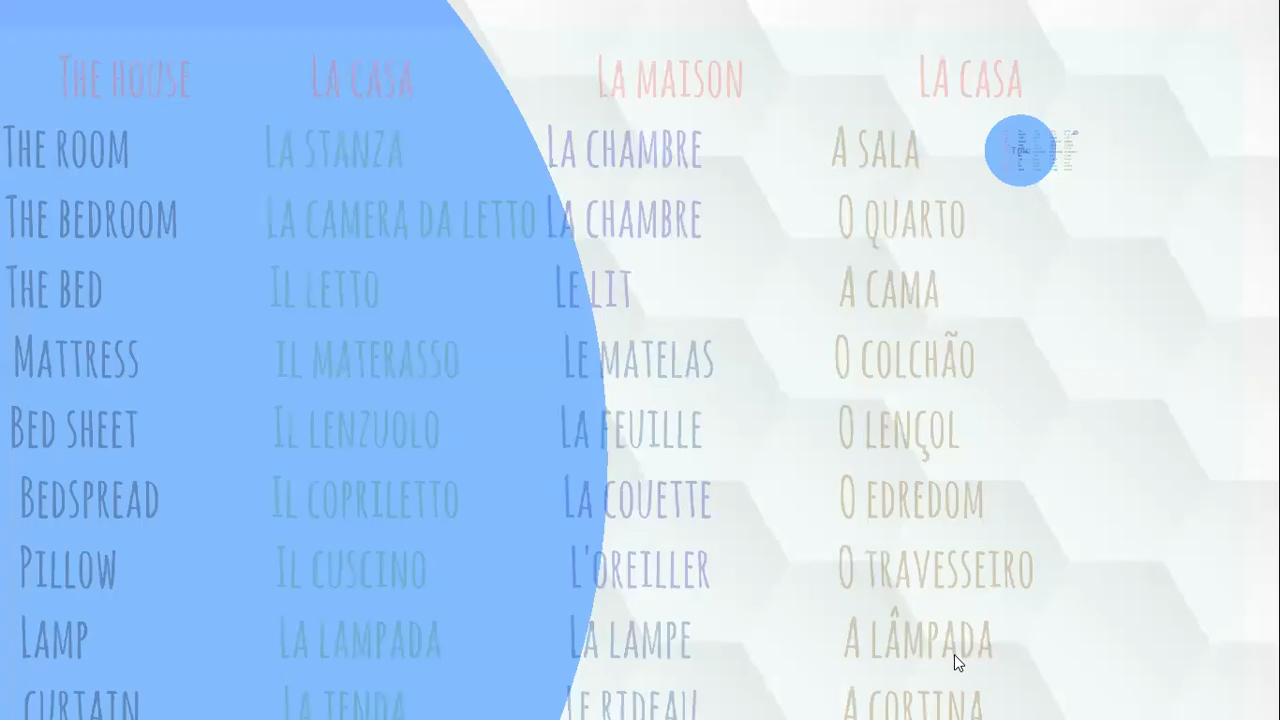 The house La casa La maison La casa
The room La stanza La chambre A sala
The bedroom La camera da letto La chambre O quarto
The bed Il letto Le lit A cama
Mattress il materasso Le matelas O colchão
Bed sheet Il lenzuolo La feuille O lençol
Bedspread Il copriletto La couette O edredom
Pillow Il cuscino L'oreiller O travesseiro
Lamp La lampada La lampe A lâmpada
curtain La tenda Le rideau A cortina